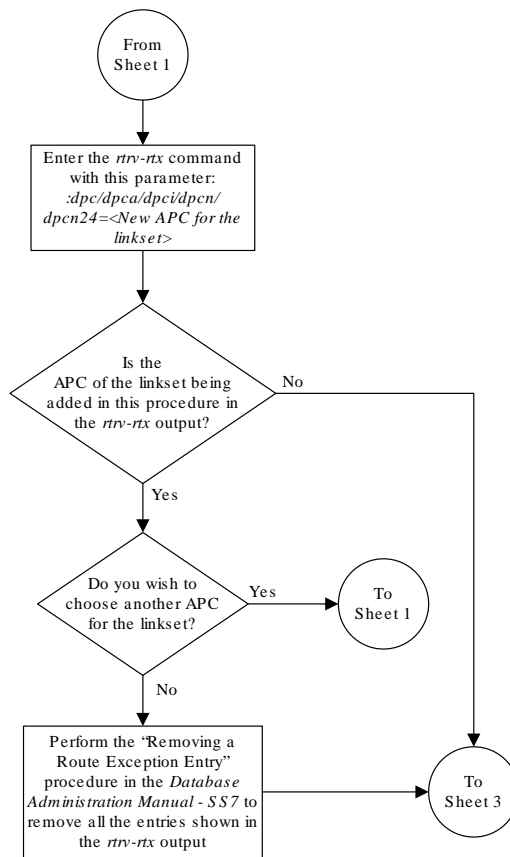 From
Sheet 1
Enter the rtrv-rtx command
with this parameter:
:dpc/dpca/dpci/dpcn/
dpcn24=<New APC for the
linkset>
Is the
APC of the linkset being
added in this procedure in
the rtrv-rtx output?
No
Yes
Do you wish to
choose another APC
for the linkset?
Yes
To
Sheet 1
No
Perform the “Removing a
Route Exception Entry”
procedure in the Database
Administration Manual - SS7 to
remove all the entries shown in
the rtrv-rtx output
To
Sheet 3